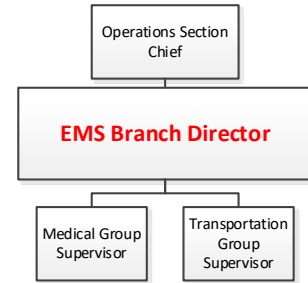 Operations Section
Chief
EMS Branch Director
Medical Group
Supervisor
Transportation
Group
Supervisor